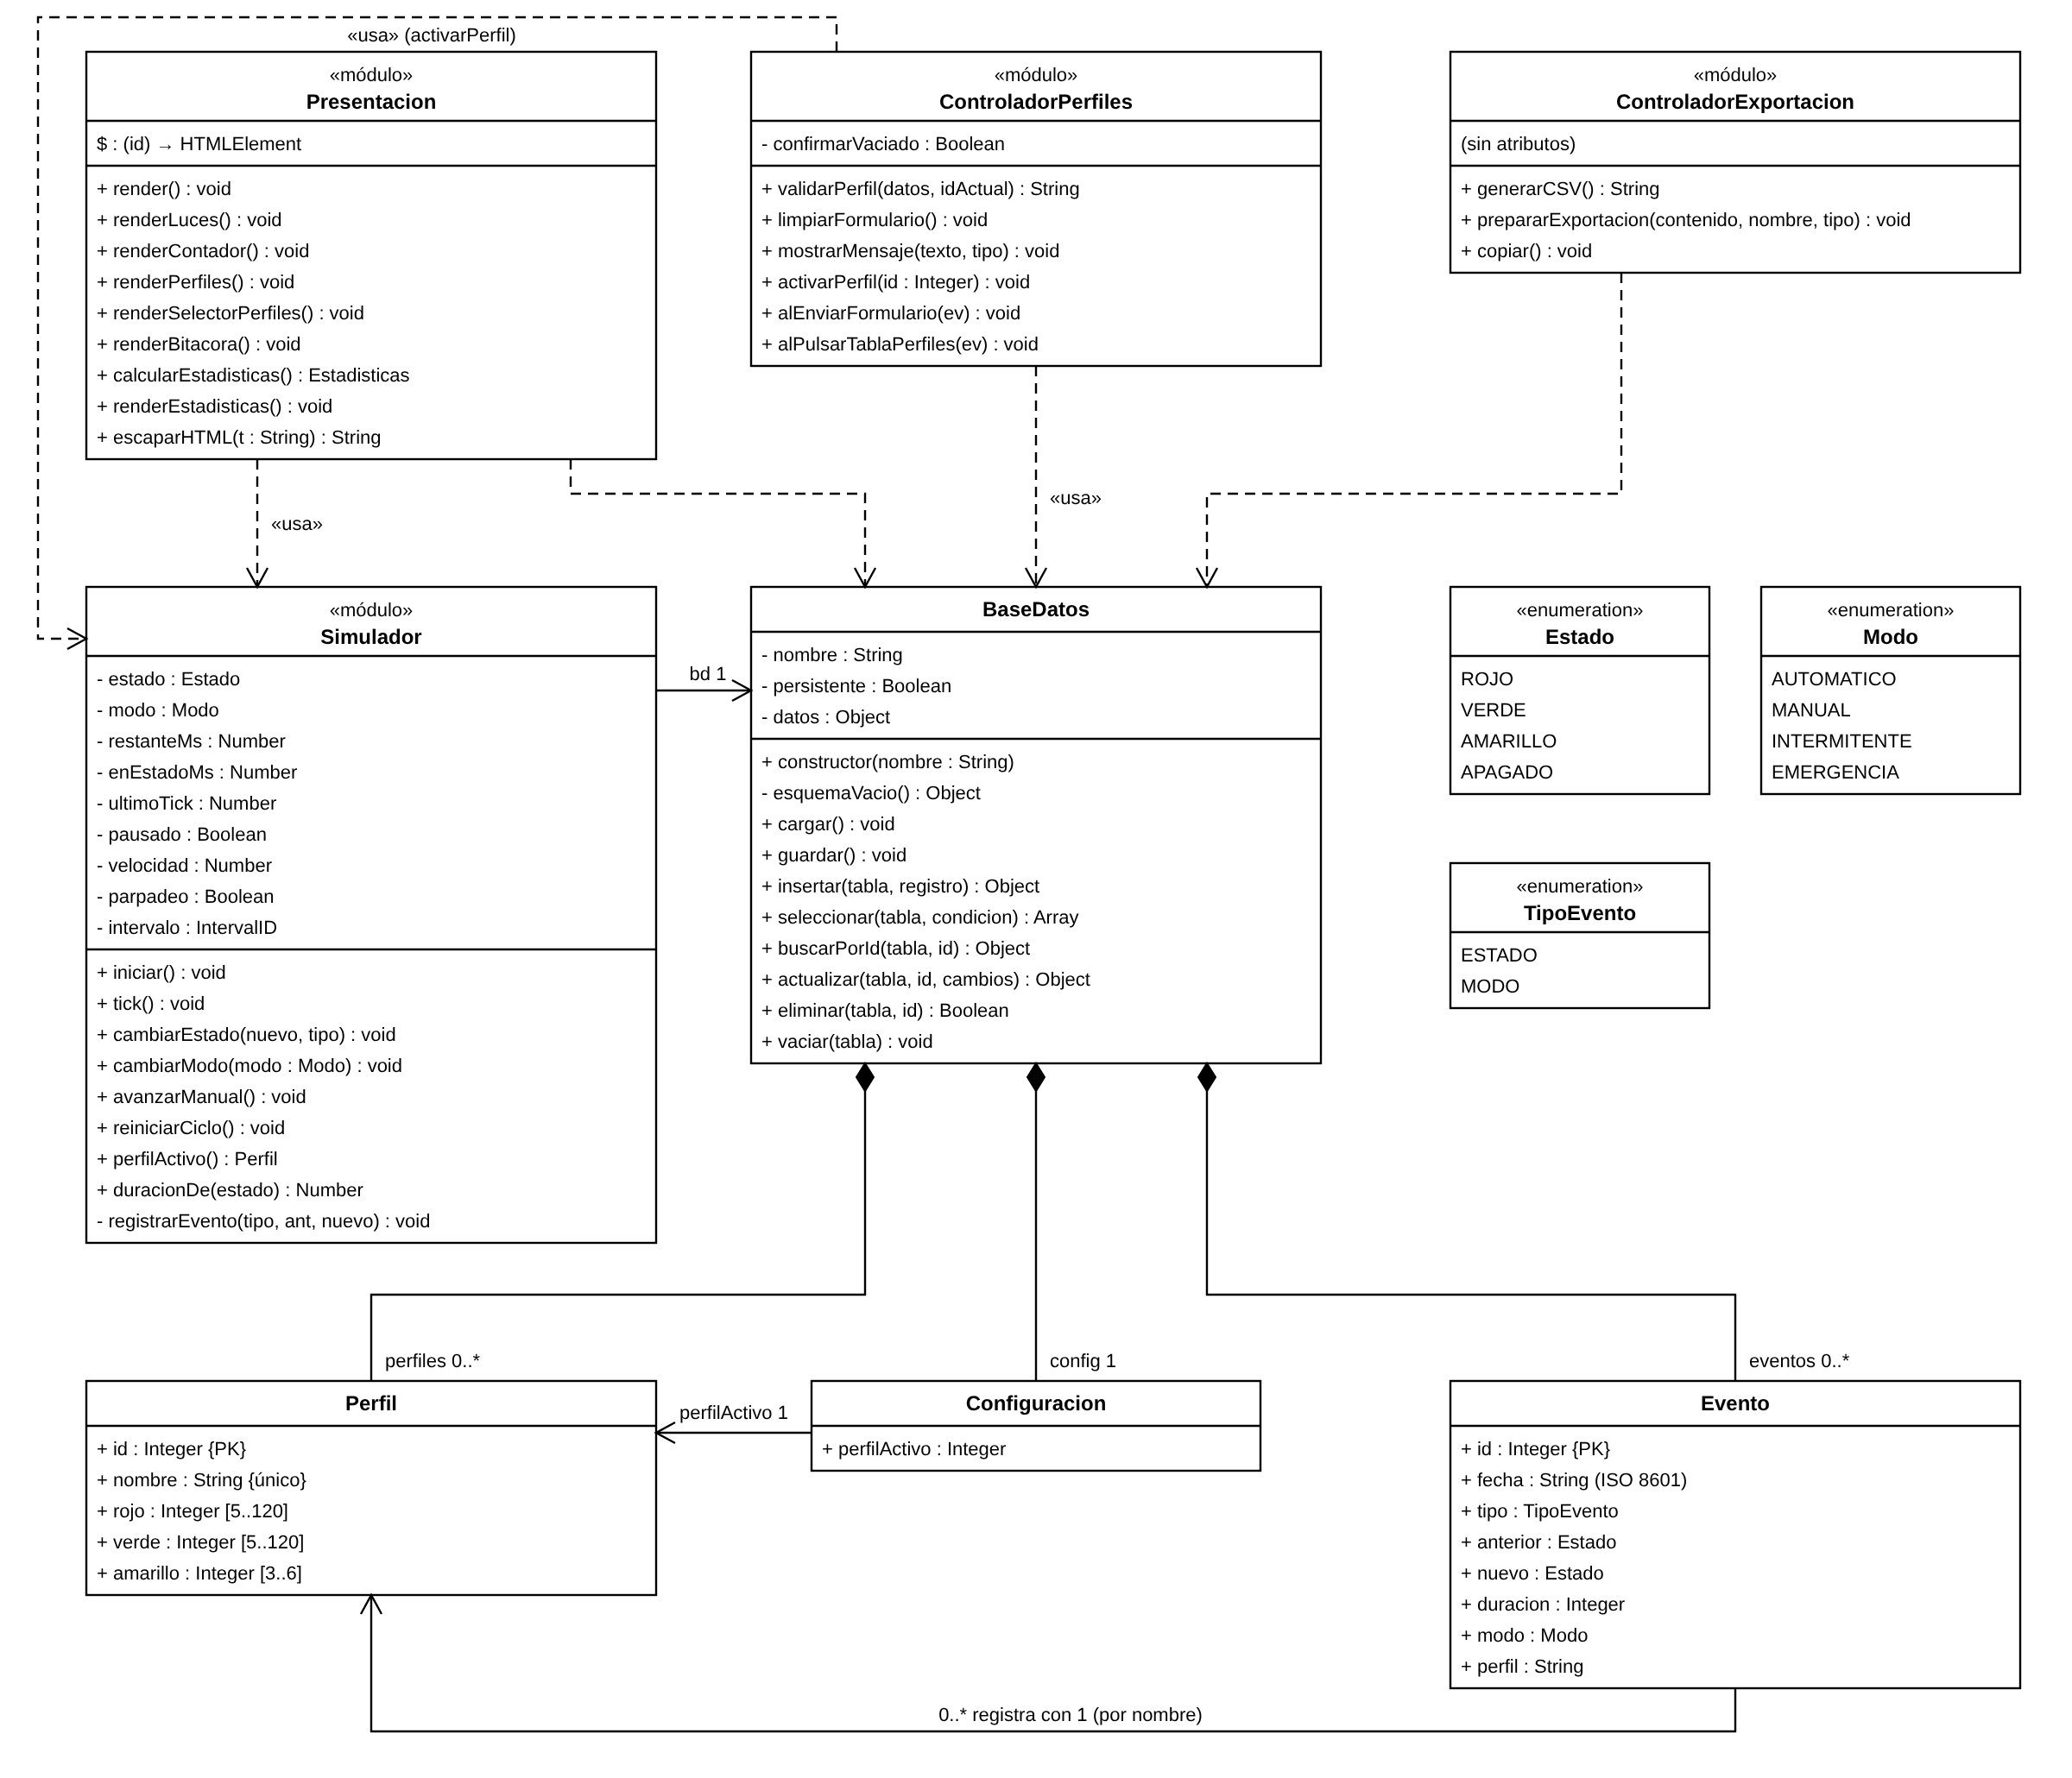 «usa» (activarPerfil)
«módulo»
Presentacion
$ : (id) → HTMLElement
+ render() : void
+ renderLuces() : void
+ renderContador() : void
+ renderPerfiles() : void
+ renderSelectorPerfiles() : void
+ renderBitacora() : void
+ calcularEstadisticas() : Estadisticas
+ renderEstadisticas() : void
+ escaparHTML(t : String) : String
«módulo»
ControladorPerfiles
- confirmarVaciado : Boolean
+ validarPerfil(datos, idActual) : String
+ limpiarFormulario() : void
+ mostrarMensaje(texto, tipo) : void
+ activarPerfil(id : Integer) : void
+ alEnviarFormulario(ev) : void
+ alPulsarTablaPerfiles(ev) : void
«módulo»
ControladorExportacion
(sin atributos)
+ generarCSV() : String
+ prepararExportacion(contenido, nombre, tipo) : void
+ copiar() : void
«usa»
«usa»
«módulo»
Simulador
- estado : Estado
- modo : Modo
- restanteMs : Number
- enEstadoMs : Number
- ultimoTick : Number
- pausado : Boolean
- velocidad : Number
- parpadeo : Boolean
- intervalo : IntervalID
+ iniciar() : void
+ tick() : void
+ cambiarEstado(nuevo, tipo) : void
+ cambiarModo(modo : Modo) : void
+ avanzarManual() : void
+ reiniciarCiclo() : void
+ perfilActivo() : Perfil
+ duracionDe(estado) : Number
- registrarEvento(tipo, ant, nuevo) : void
bd 1
BaseDatos
- nombre : String
- persistente : Boolean
- datos : Object
+ constructor(nombre : String)
- esquemaVacio() : Object
+ cargar() : void
+ guardar() : void
+ insertar(tabla, registro) : Object
+ seleccionar(tabla, condicion) : Array
+ buscarPorId(tabla, id) : Object
+ actualizar(tabla, id, cambios) : Object
+ eliminar(tabla, id) : Boolean
+ vaciar(tabla) : void
«enumeration»
Estado
ROJO
VERDE
AMARILLO
APAGADO
«enumeration»
Modo
AUTOMATICO
MANUAL
INTERMITENTE
EMERGENCIA
«enumeration»
TipoEvento
ESTADO
MODO
perfiles 0..*
config 1
eventos 0..*
Perfil
+ id : Integer {PK}
+ nombre : String {único}
+ rojo : Integer [5..120]
+ verde : Integer [5..120]
+ amarillo : Integer [3..6]
perfilActivo 1
Configuracion
+ perfilActivo : Integer
Evento
+ id : Integer {PK}
+ fecha : String (ISO 8601)
+ tipo : TipoEvento
+ anterior : Estado
+ nuevo : Estado
+ duracion : Integer
+ modo : Modo
+ perfil : String
0..* registra con 1 (por nombre)